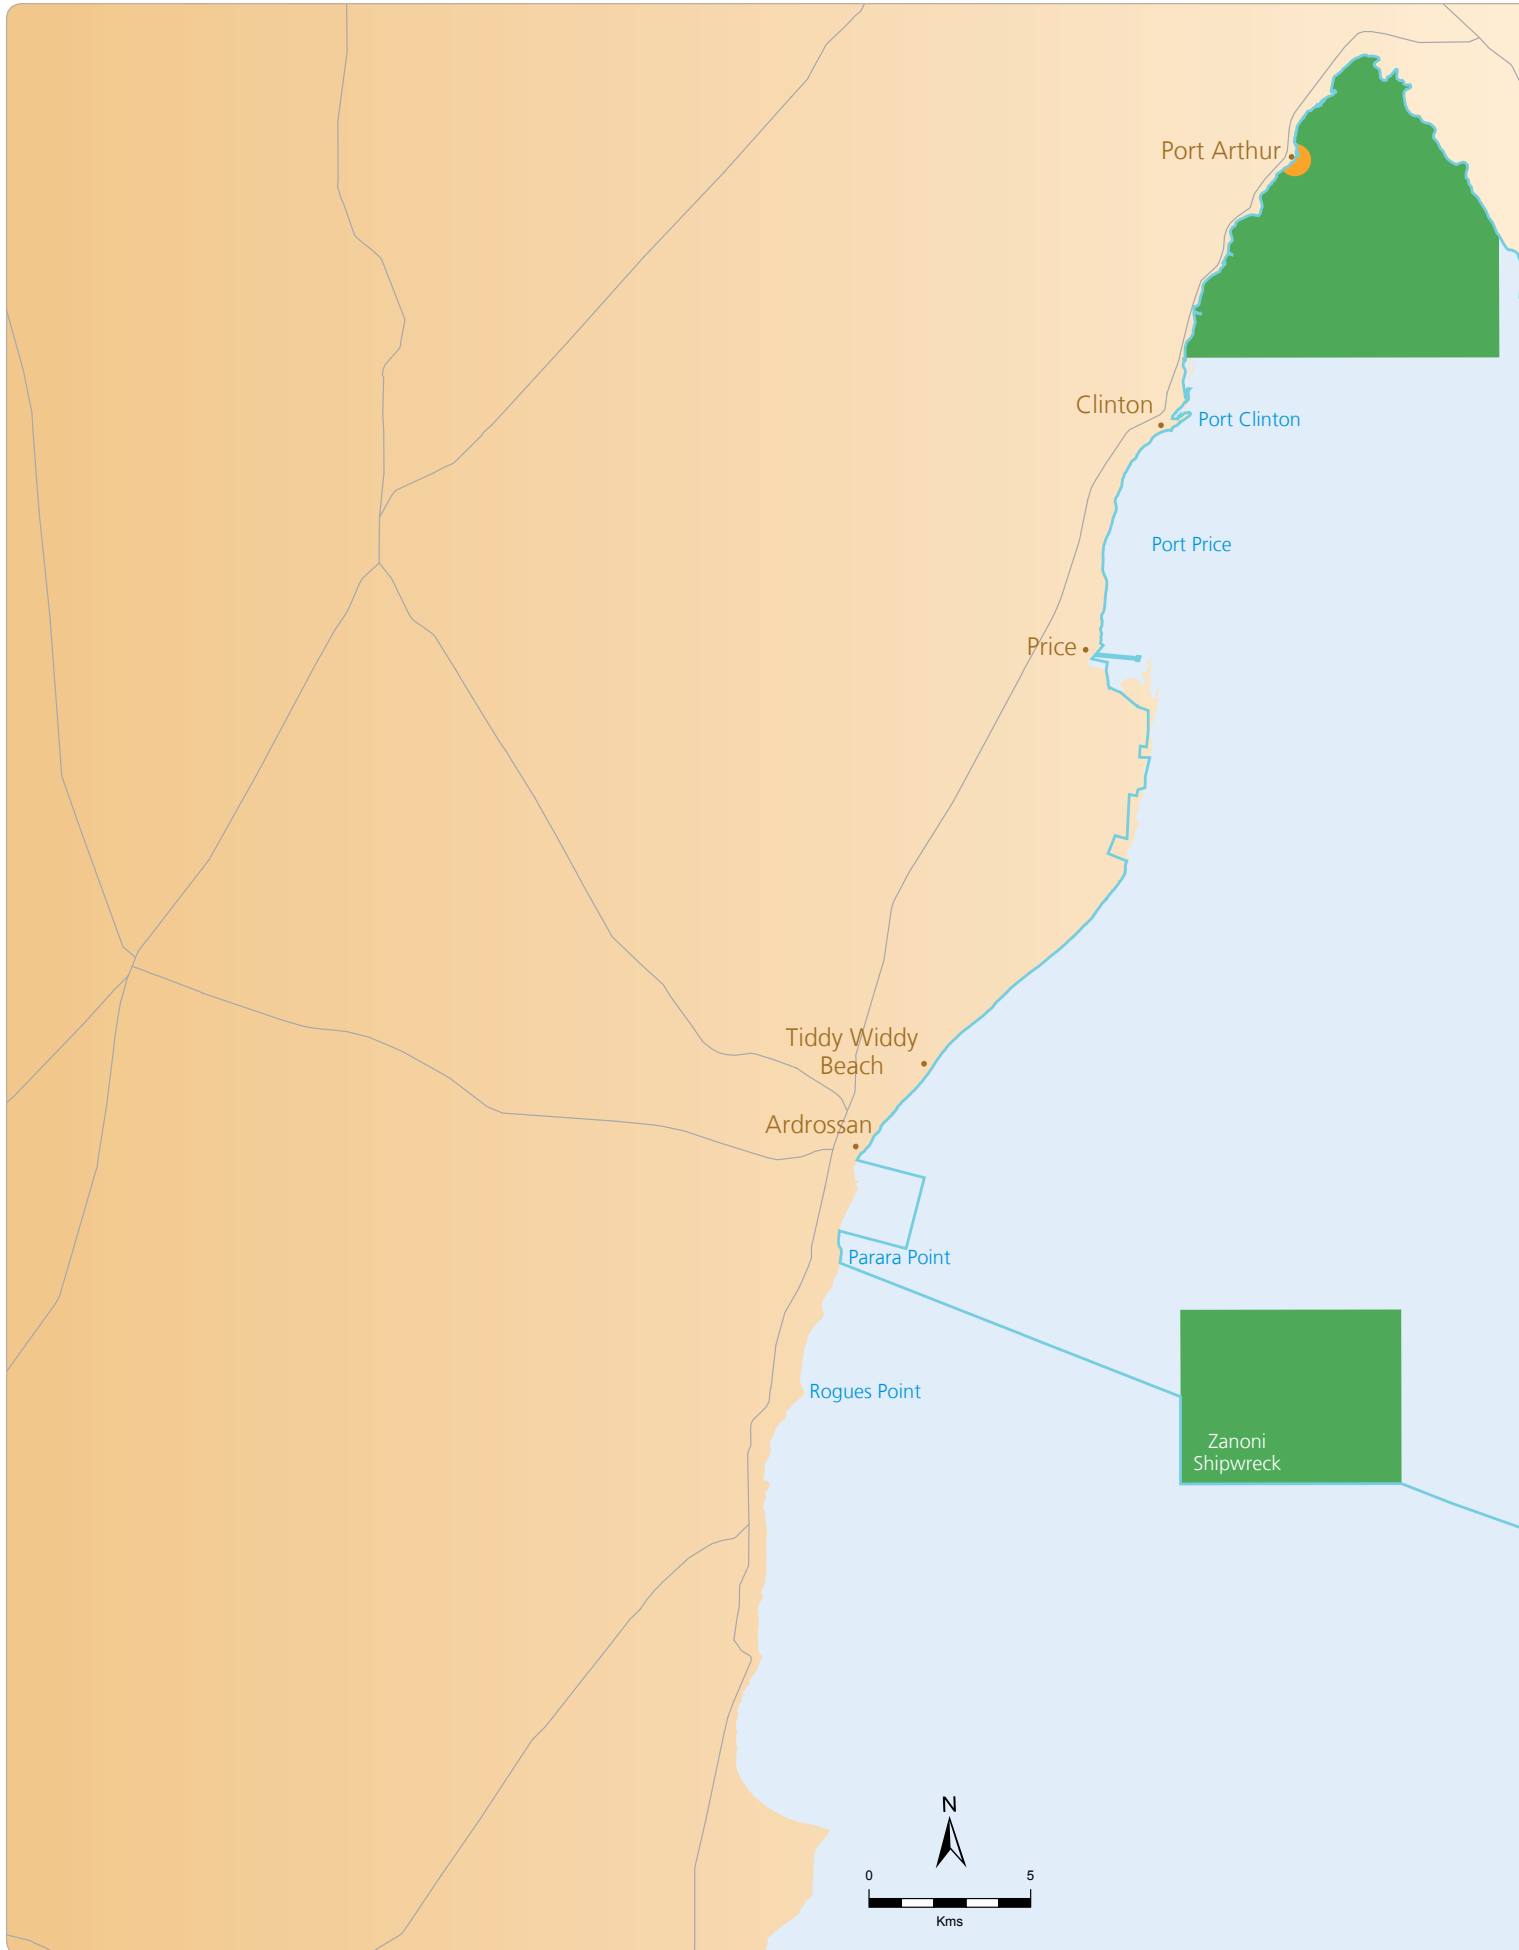 Port Arthur
Clinton
Port Clinton
Port Price
Price
Tiddy Widdy
Beach
Ardrossan
Parara Point
Rogues Point
Zanoni
Shipwreck
N
0 5
Kms